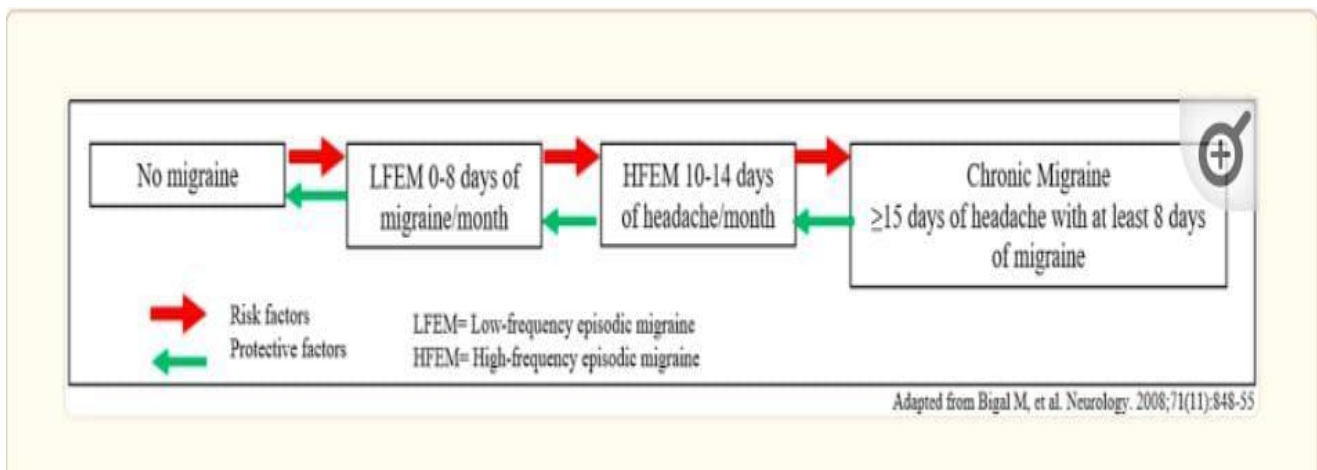 No migraine
LFEM 0-8 days of
migraine/month
HFEM 10-14 days
of headache/month
Chronic Migraine
≥15 days of headache with at least 8 days
of migraine
Risk factors
Protective factors
LFEM= Low-frequency episodic migraine
HFEM= High-frequency episodic migraine
Adapted from Bigal M, et al. Neurology. 2008;71(11):848-55